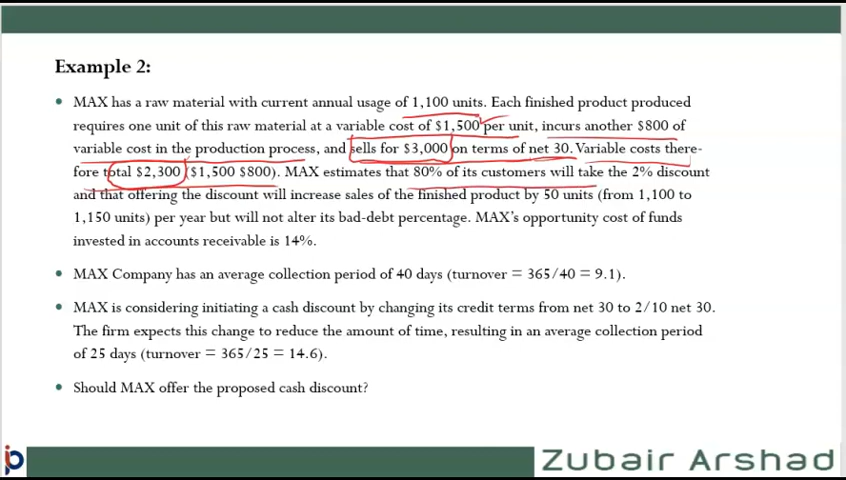 Example 2:
• MAX has a raw material with current annual usage of 1,100 units. Each finished product produced
requires one unit of this raw material at a variable cost of $1,500 per unit, incurs another $800 of
variable cost in the production process, and sells for $3,000 on terms of net 30. Variable costs there-
fore total $2,300 ($1,500 $800). MAX estimates that 80% of its customers will take the 2% discount
and that offering the discount will increase sales of the finished product by 50 units (from 1,100 to
1,150 units) per year but will not alter its bad-debt percentage. MAX's opportunity cost of funds
invested in accounts receivable is 14%.
• MAX Company has an average collection period of 40 days (turnover = 365/40 = 9.1).
• MAX is considering initiating a cash discount by changing its credit terms from net 30 to 2/10 net 30.
The firm expects this change to reduce the amount of time, resulting in an average collection period
of 25 days (turnover = 365/25 = 14.6).
• Should MAX offer the proposed cash discount?
Zubair Arshad